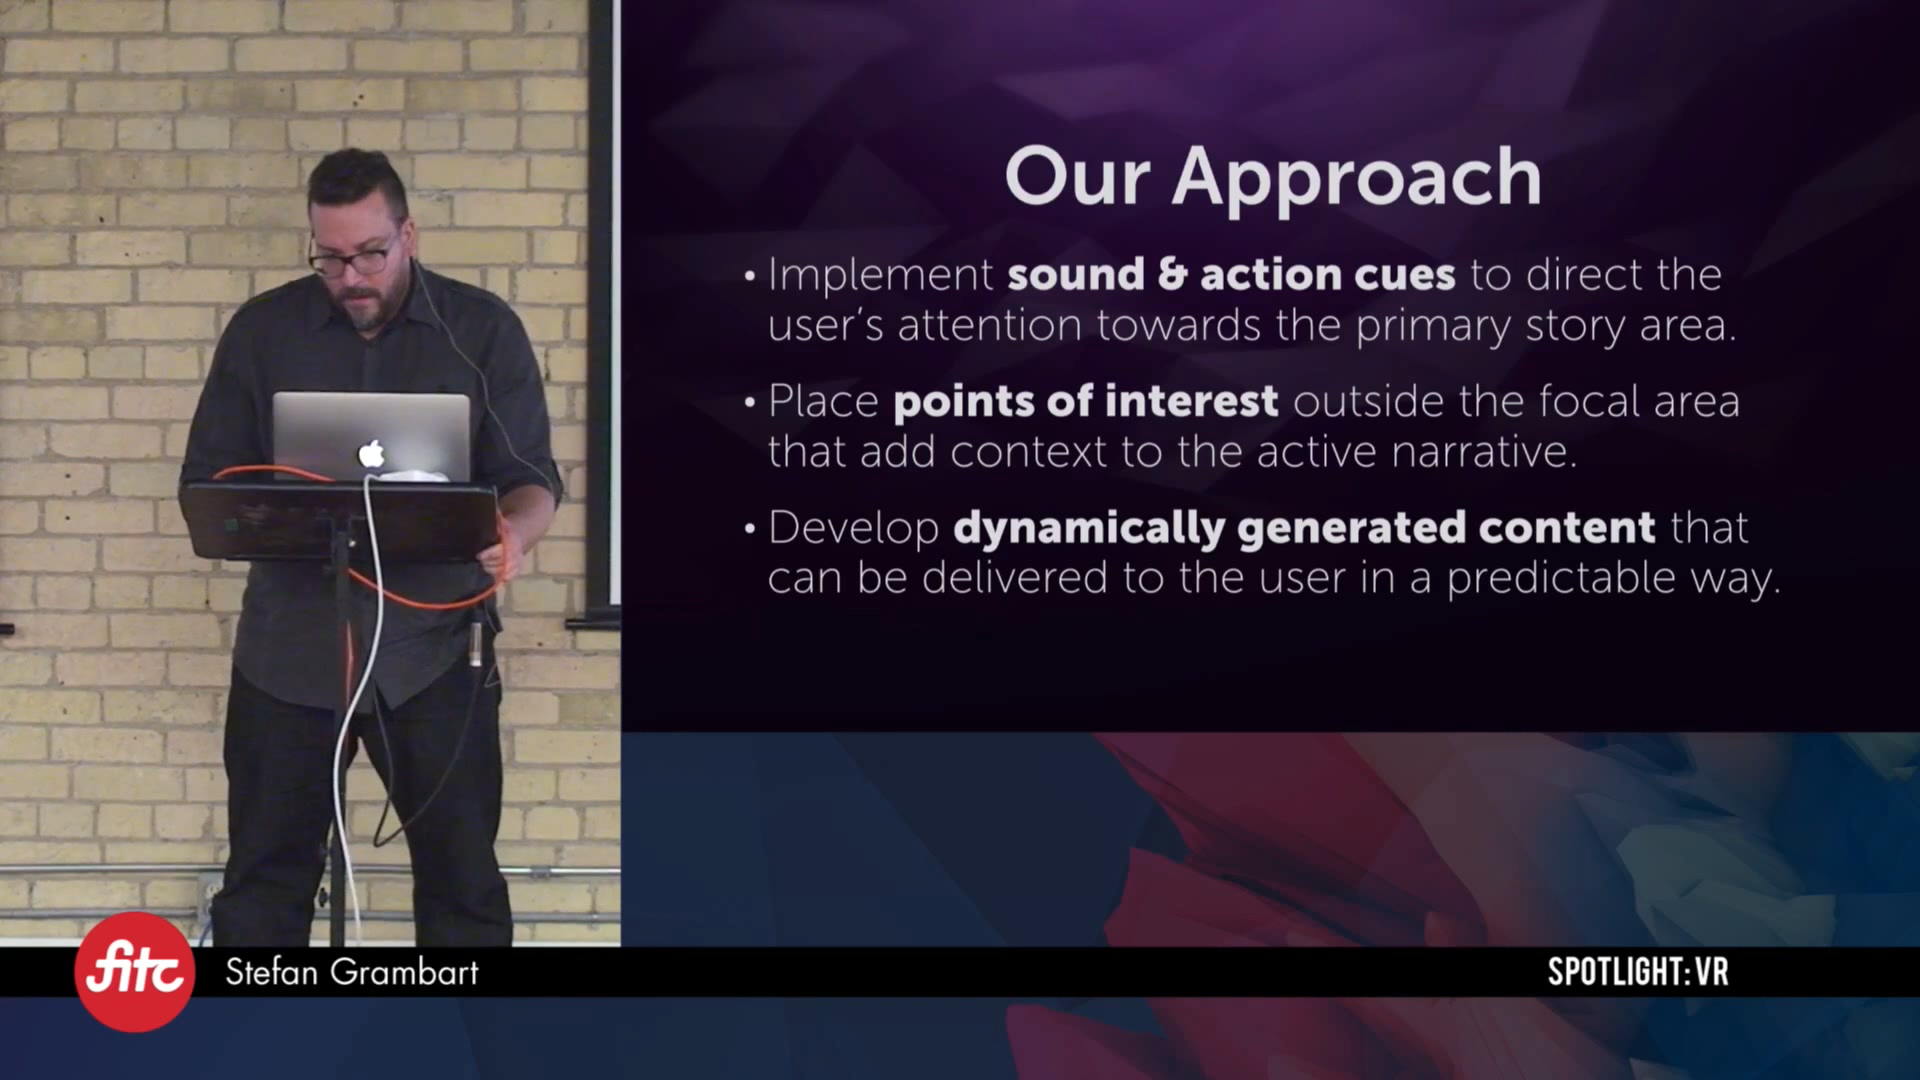 Our Approach
• Implement sound & action cues to direct the
user's attention towards the primary story area.
• Place points of interest outside the focal area
that add context to the active narrative.
• Develop dynamically generated content that
can be delivered to the user in a predictable way.
fitc
Stefan Grambart
SPOTLIGHT: VR